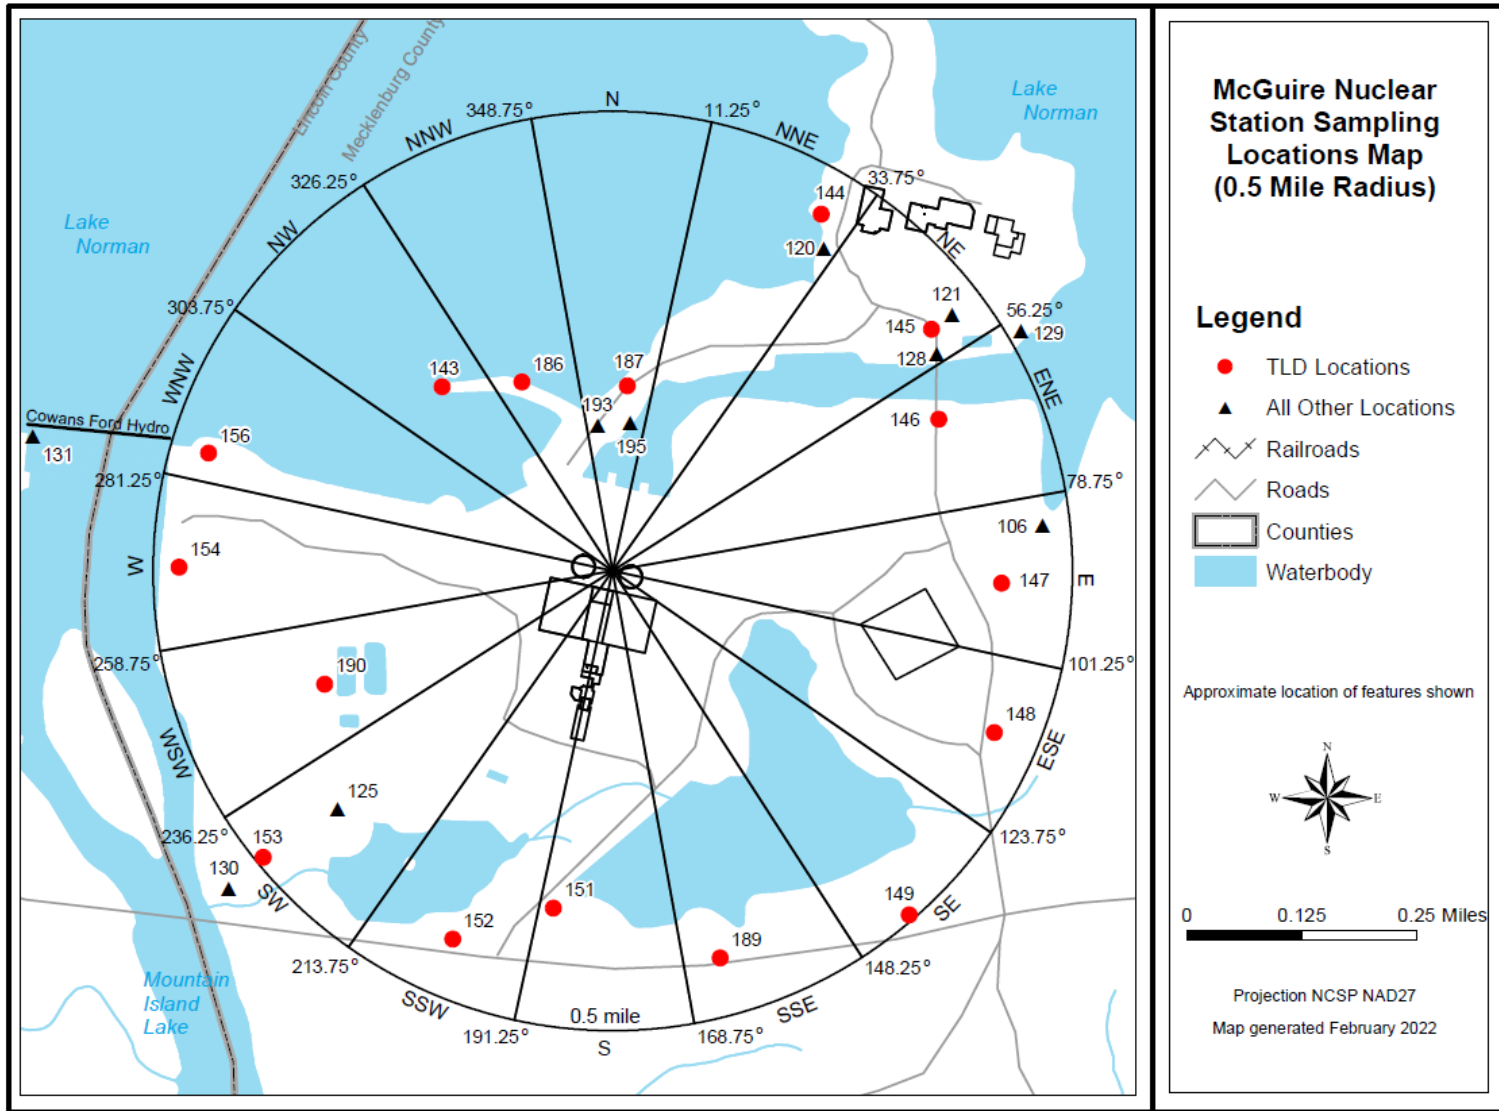 Lincoln County
Mecklenburg County
Lake
Norman
Lake
Norman
N
348.75°
11.25°
NNW
NNE
326.25°
33.75°
144
120
NW
NE
303.75°
121
56.25°
145
129
128
143
186
187
193
195
WNW
ENE
Cowans Ford Hydro
131
156
146
281.25°
78.75°
106
154
W
147
E
258.75°
101.25°
190
148
WSW
ESE
125
236.25°
123.75°
153
130
SW
151
149
SE
152
189
213.75°
148.25°
Mountain
Island
Lake
SSW
SSE
0.5 mile
191.25°
168.75°
S
McGuire Nuclear
Station Sampling
Locations Map
(0.5 Mile Radius)
Legend
TLD Locations
All Other Locations
Railroads
Roads
Counties
Waterbody
Approximate location of features shown
N
W E
S
0 0.125 0.25 Miles
Projection NCSP NAD27
Map generated February 2022